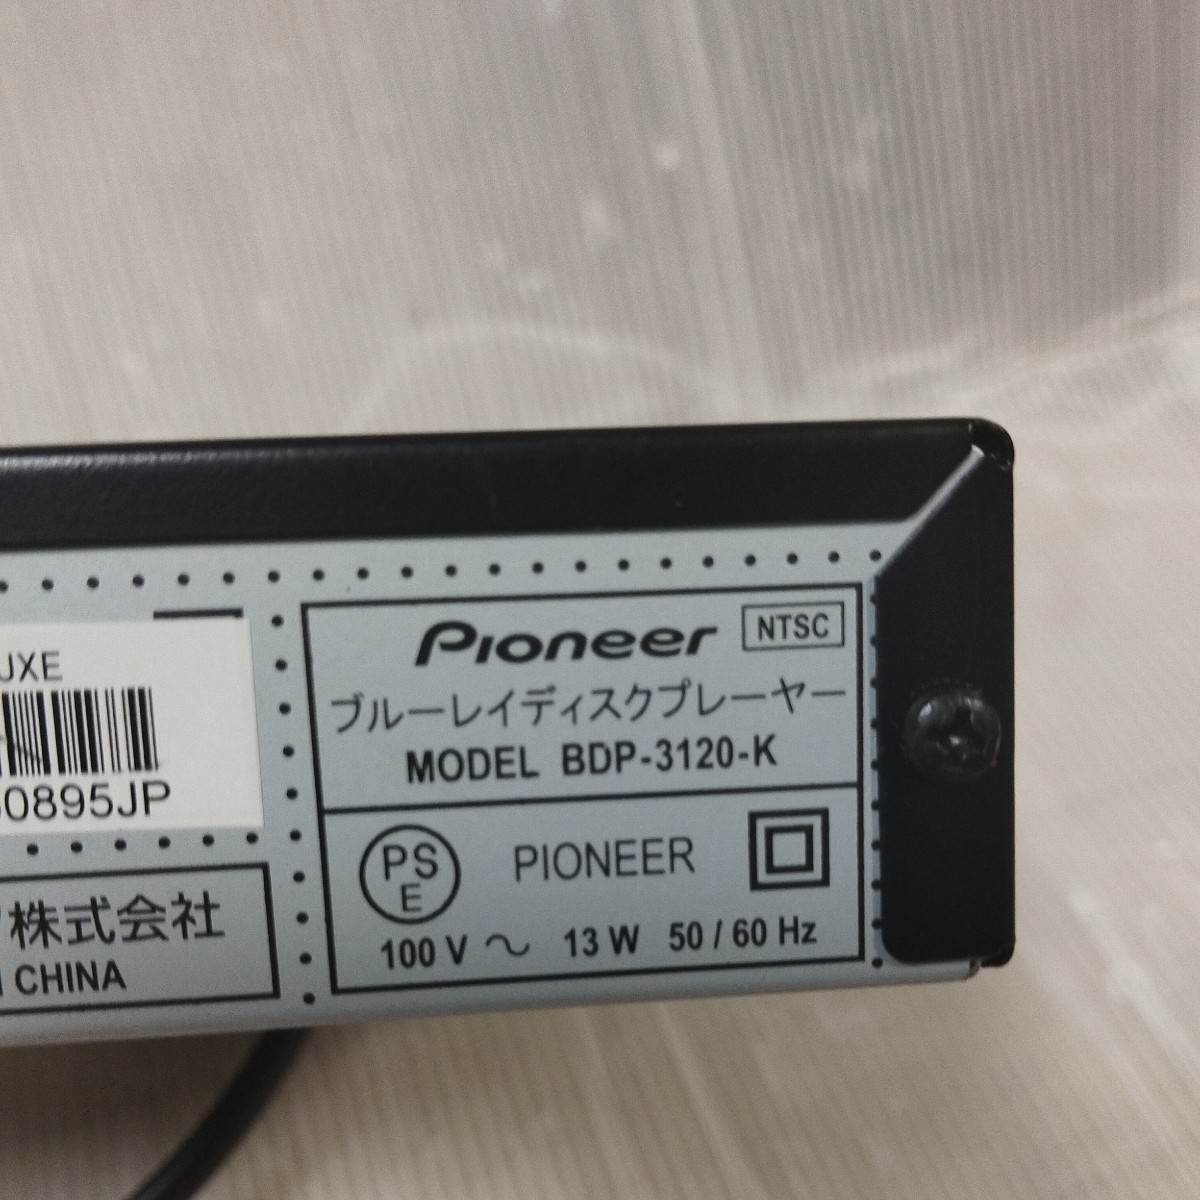 Pioneer
NTSC
ブルーレイディスクプレーヤー
MODEL BDP-3120-K
PS
E
PIONEER
100 V 〜 13 W 50 / 60 Hz
JXE
0895JP
株式会社
CHINA